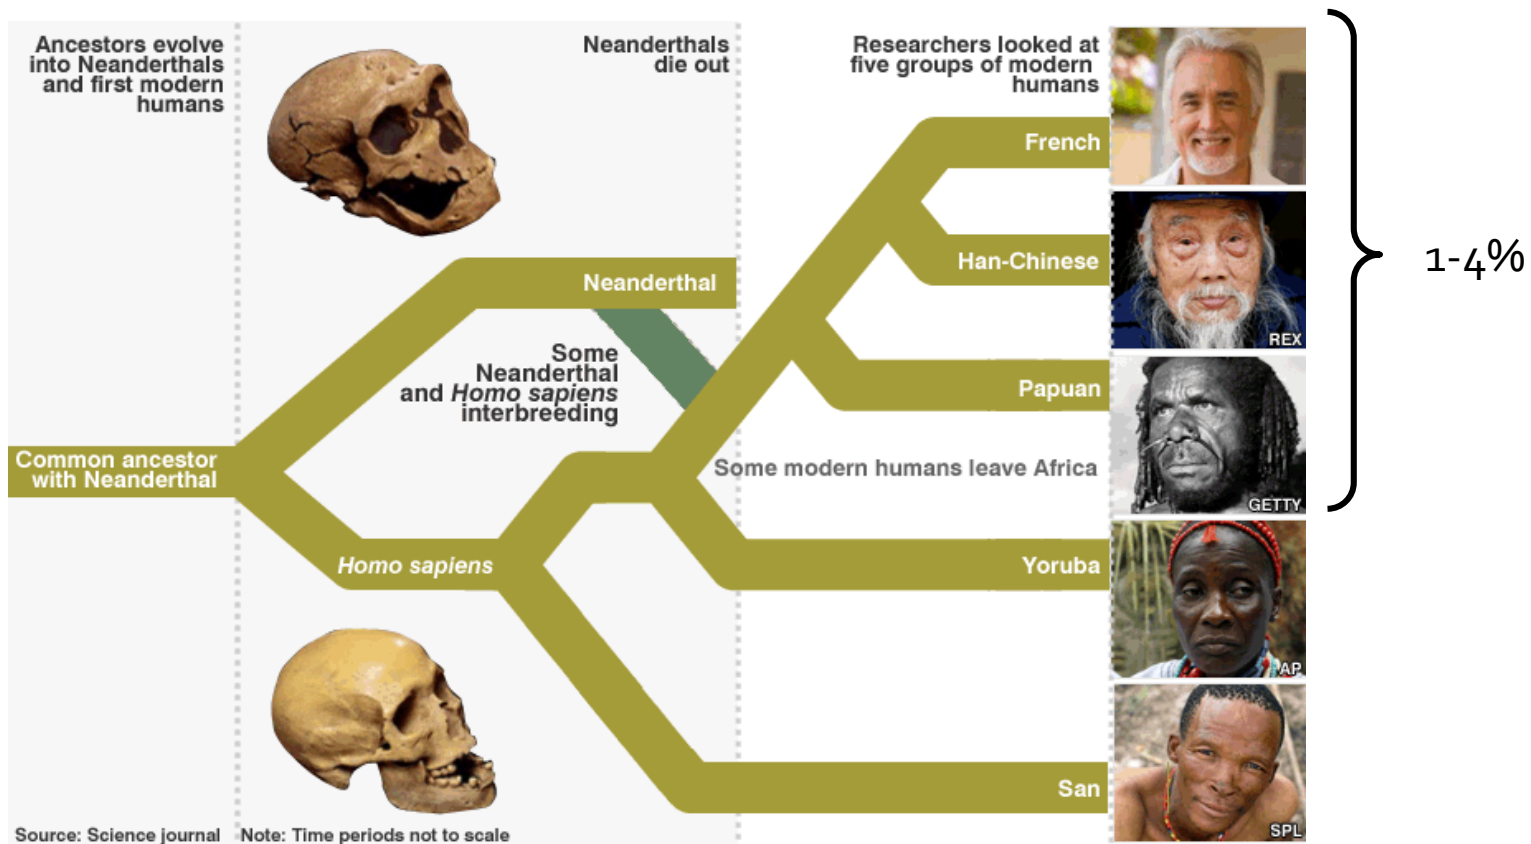 Ancestors evolve
into Neanderthals
and first modern
humans
Neanderthals
die out
Researchers looked at
five groups of modern
humans
French
Han-Chinese
REX
1-4%
Neanderthal
Some
Neanderthal
and Homo sapiens
interbreeding
Papuan
Common ancestor
with Neanderthal
Some modern humans leave Africa
GETTY
Homo sapiens
Yoruba
AP
San
SPL
Source: Science journal
Note: Time periods not to scale